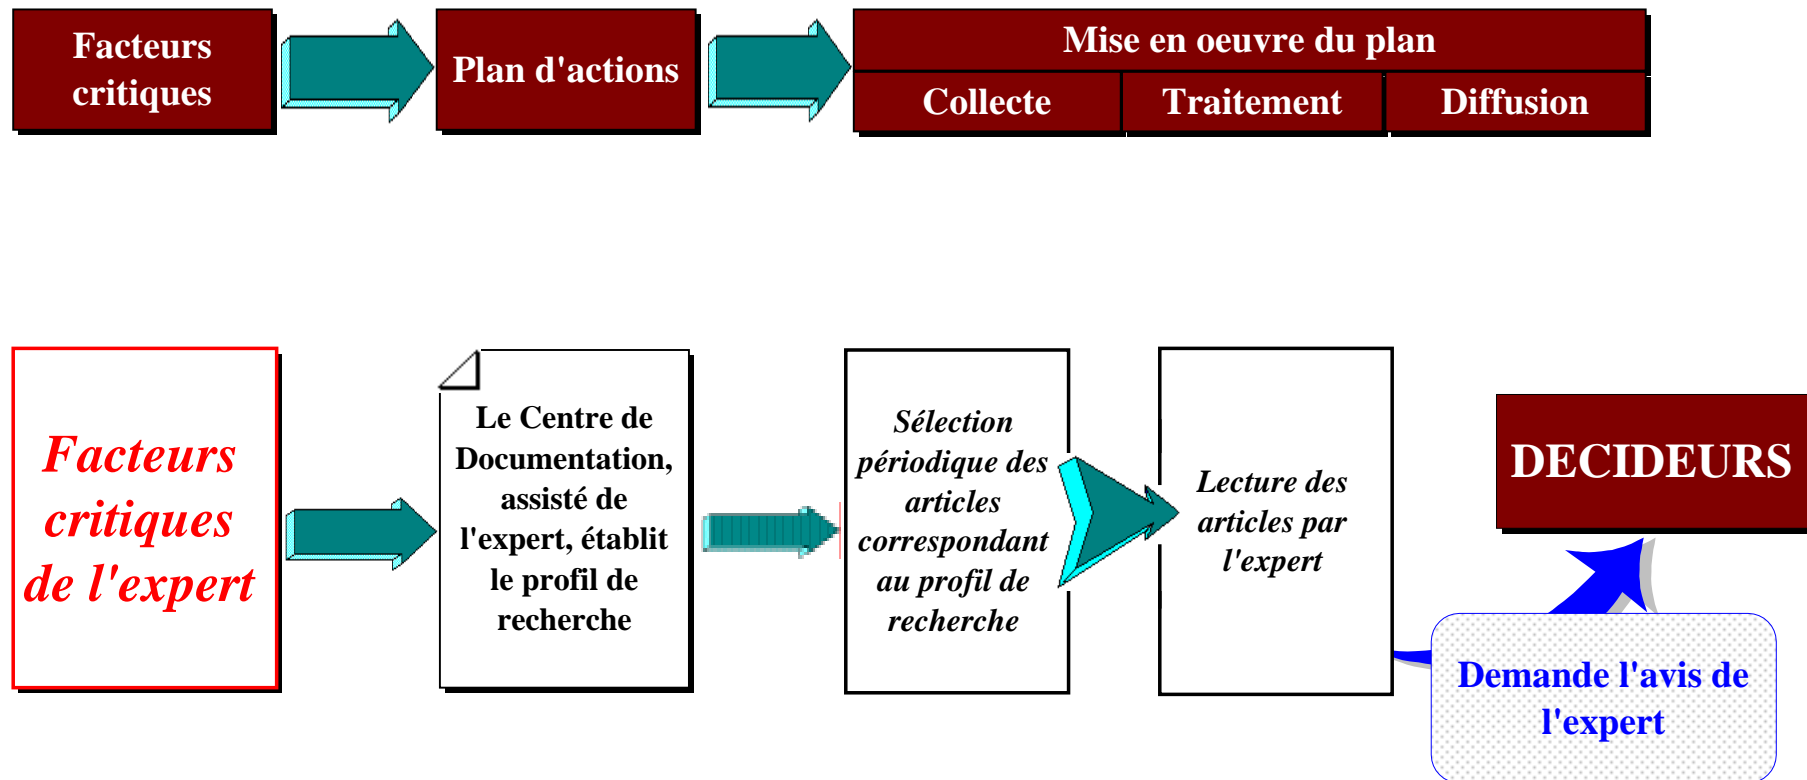 Facteurs
critiques
Plan d'actions
Mise en oeuvre du plan
Collecte
Traitement
Diffusion
Facteurs
critiques
de l'expert
Le Centre de
Documentation,
assisté de
l'expert, établit
le profil de
recherche
Sélection
périodique des
articles
correspondant
au profil de
recherche
Lecture des
articles par
l'expert
DECIDEURS
Demande l'avis de
l'expert